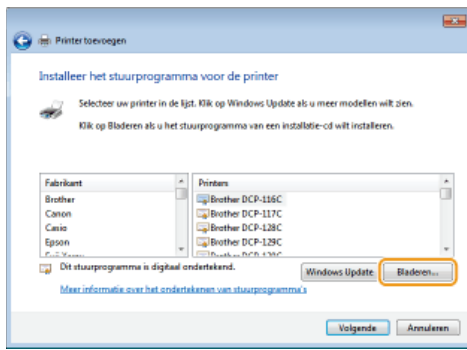 Printer toevoegen
Installeer het stuurprogramma voor de printer
Selecteer uw printer in de lijst. Klik op Windows Update als u meer modellen wilt zien.
Klik op Bladeren als u het stuurprogramma van een installatie-cd wilt installeren.
Fabrikant
Brother
Canon
Casio
Epson
Printers
Brother DCP-116C
Brother DCP-117C
Brother DCP-128C
Brother DCP-129C
Dit stuurprogramma is digitaal ondertekend.
Windows Update
Bladeren...
Meer informatie over het ondertekenen van stuurprogramma's
Volgende
Annuleren